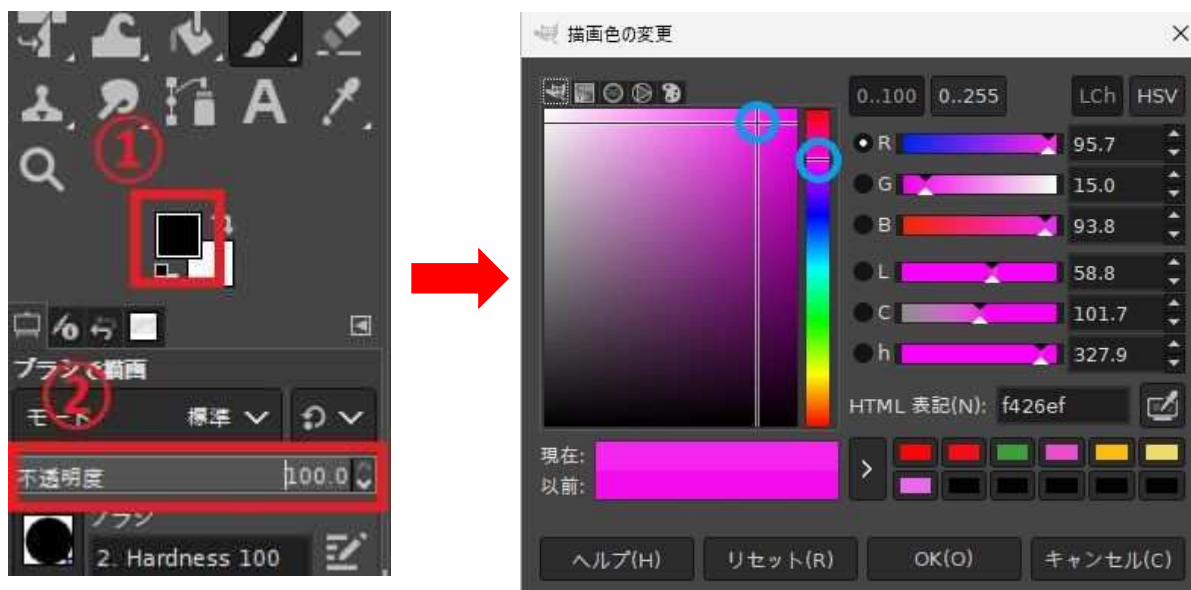 ①
②
ブラシで描画
モード 標準
不透明度 100.0
ブラシ
2. Hardness 100
描画色の変更
0..100 0..255 LCh HSV
R 95.7
G 15.0
B 93.8
L 58.8
C 101.7
h 327.9
HTML 表記(N): f426ef
現在:
以前:
ヘルプ(H) リセット(R) OK(O) キャンセル(C)